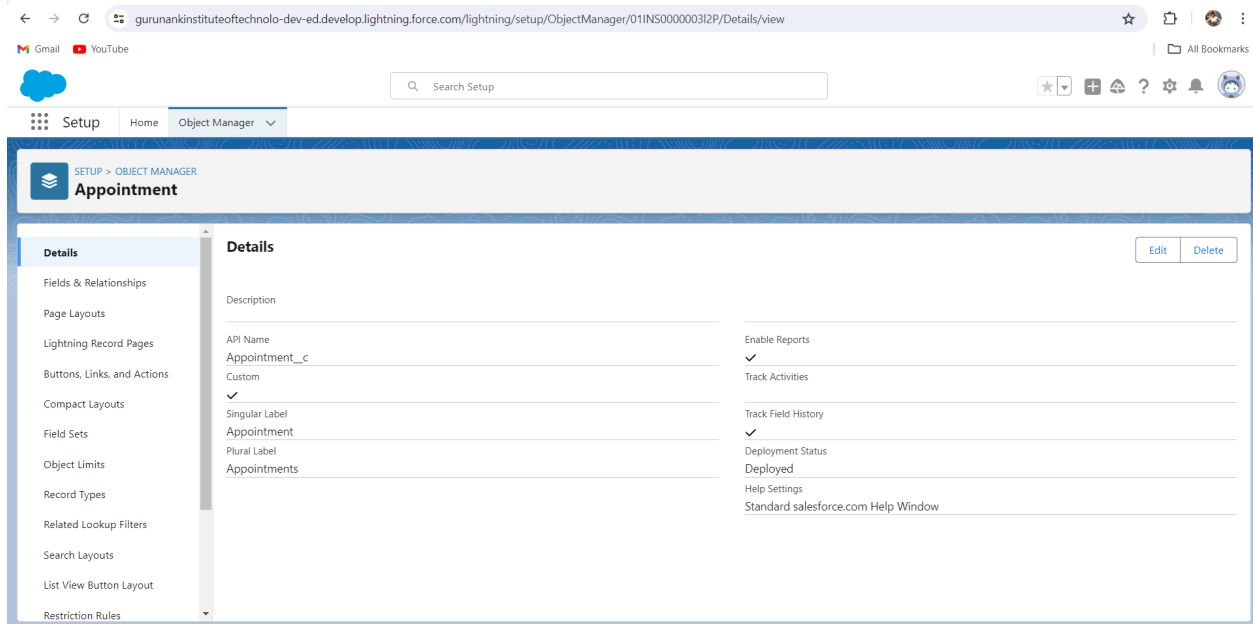 gurunankinstituteoftechnolo-dev-ed.develop.lightning.force.com/lightning/setup/ObjectManager/01INS0000003I2P/Details/view
Gmail YouTube All Bookmarks
Search Setup
Setup Home Object Manager
SETUP > OBJECT MANAGER
Appointment
Details
Fields & Relationships
Page Layouts
Lightning Record Pages
Buttons, Links, and Actions
Compact Layouts
Field Sets
Object Limits
Record Types
Related Lookup Filters
Search Layouts
List View Button Layout
Restriction Rules
Details
Edit Delete
Description
API Name
Appointment__c
Custom
Singular Label
Appointment
Plural Label
Appointments
Enable Reports
Track Activities
Track Field History
Deployment Status
Deployed
Help Settings
Standard salesforce.com Help Window